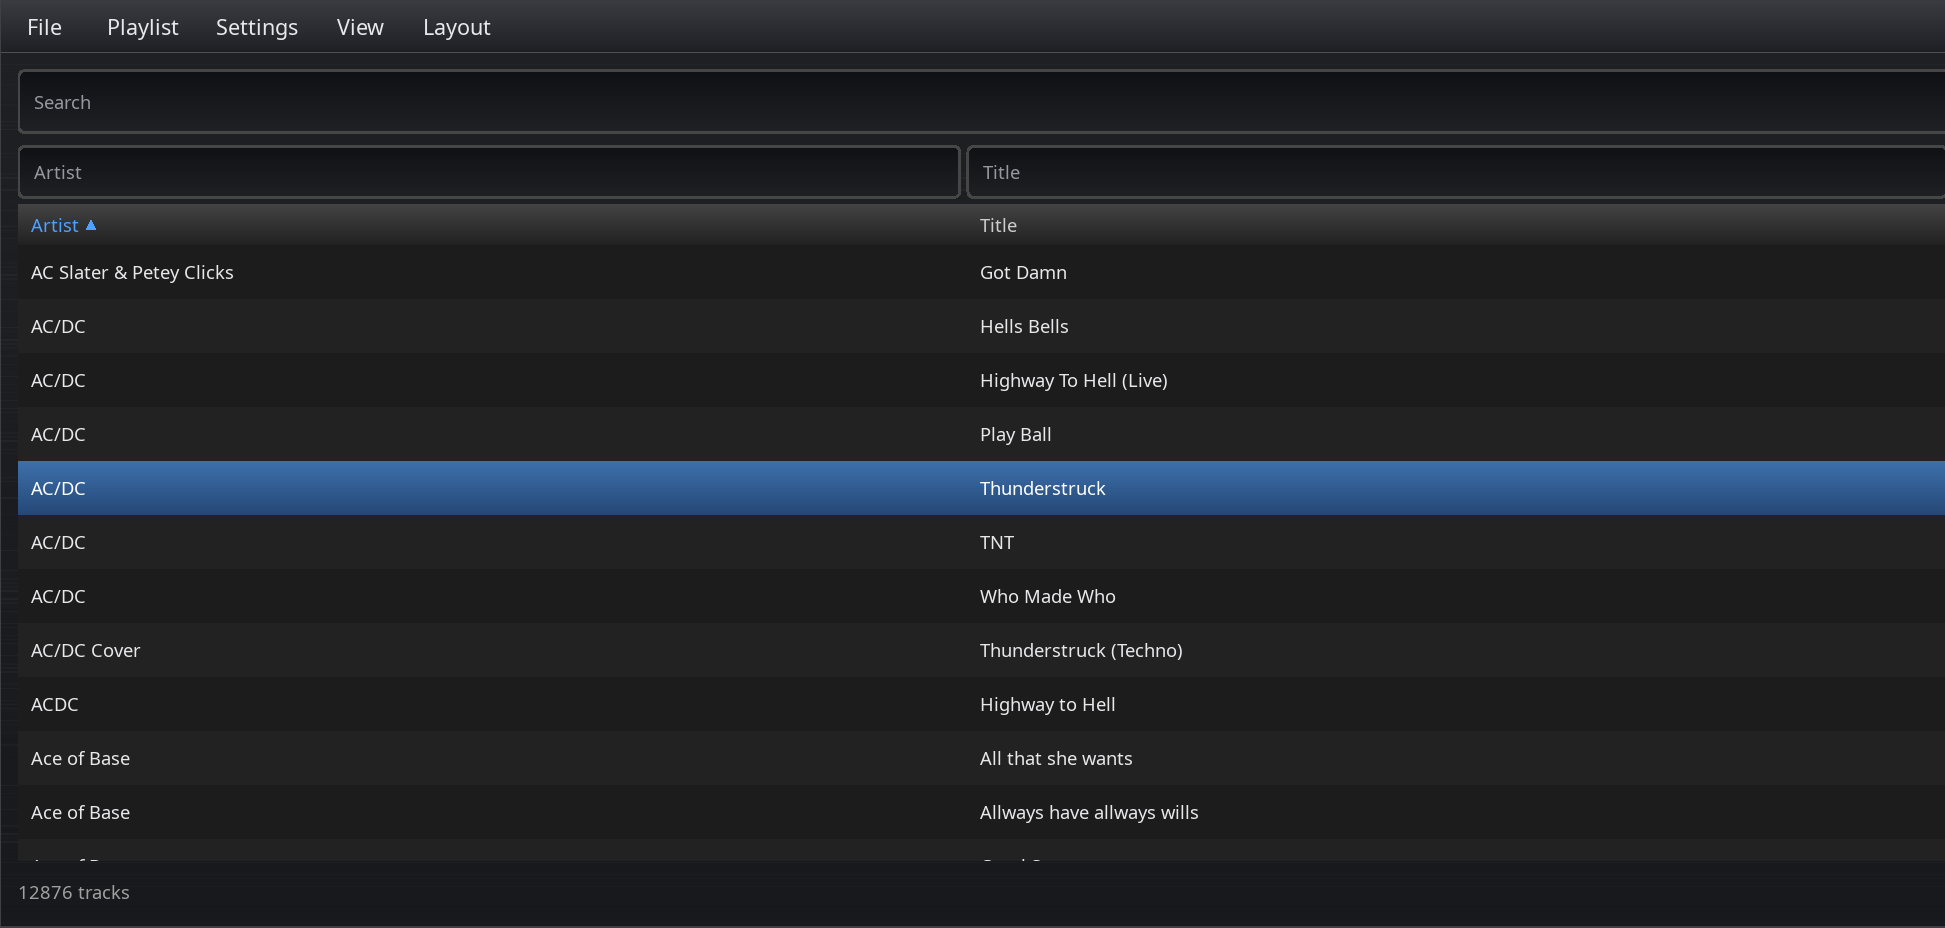 File Playlist Settings View Layout
Search
Artist Title
Artist ▲ Title
AC Slater & Petey Clicks Got Damn
AC/DC Hells Bells
AC/DC Highway To Hell (Live)
AC/DC Play Ball
AC/DC Thunderstruck
AC/DC TNT
AC/DC Who Made Who
AC/DC Cover Thunderstruck (Techno)
ACDC Highway to Hell
Ace of Base All that she wants
Ace of Base Allways have allways wills
12876 tracks